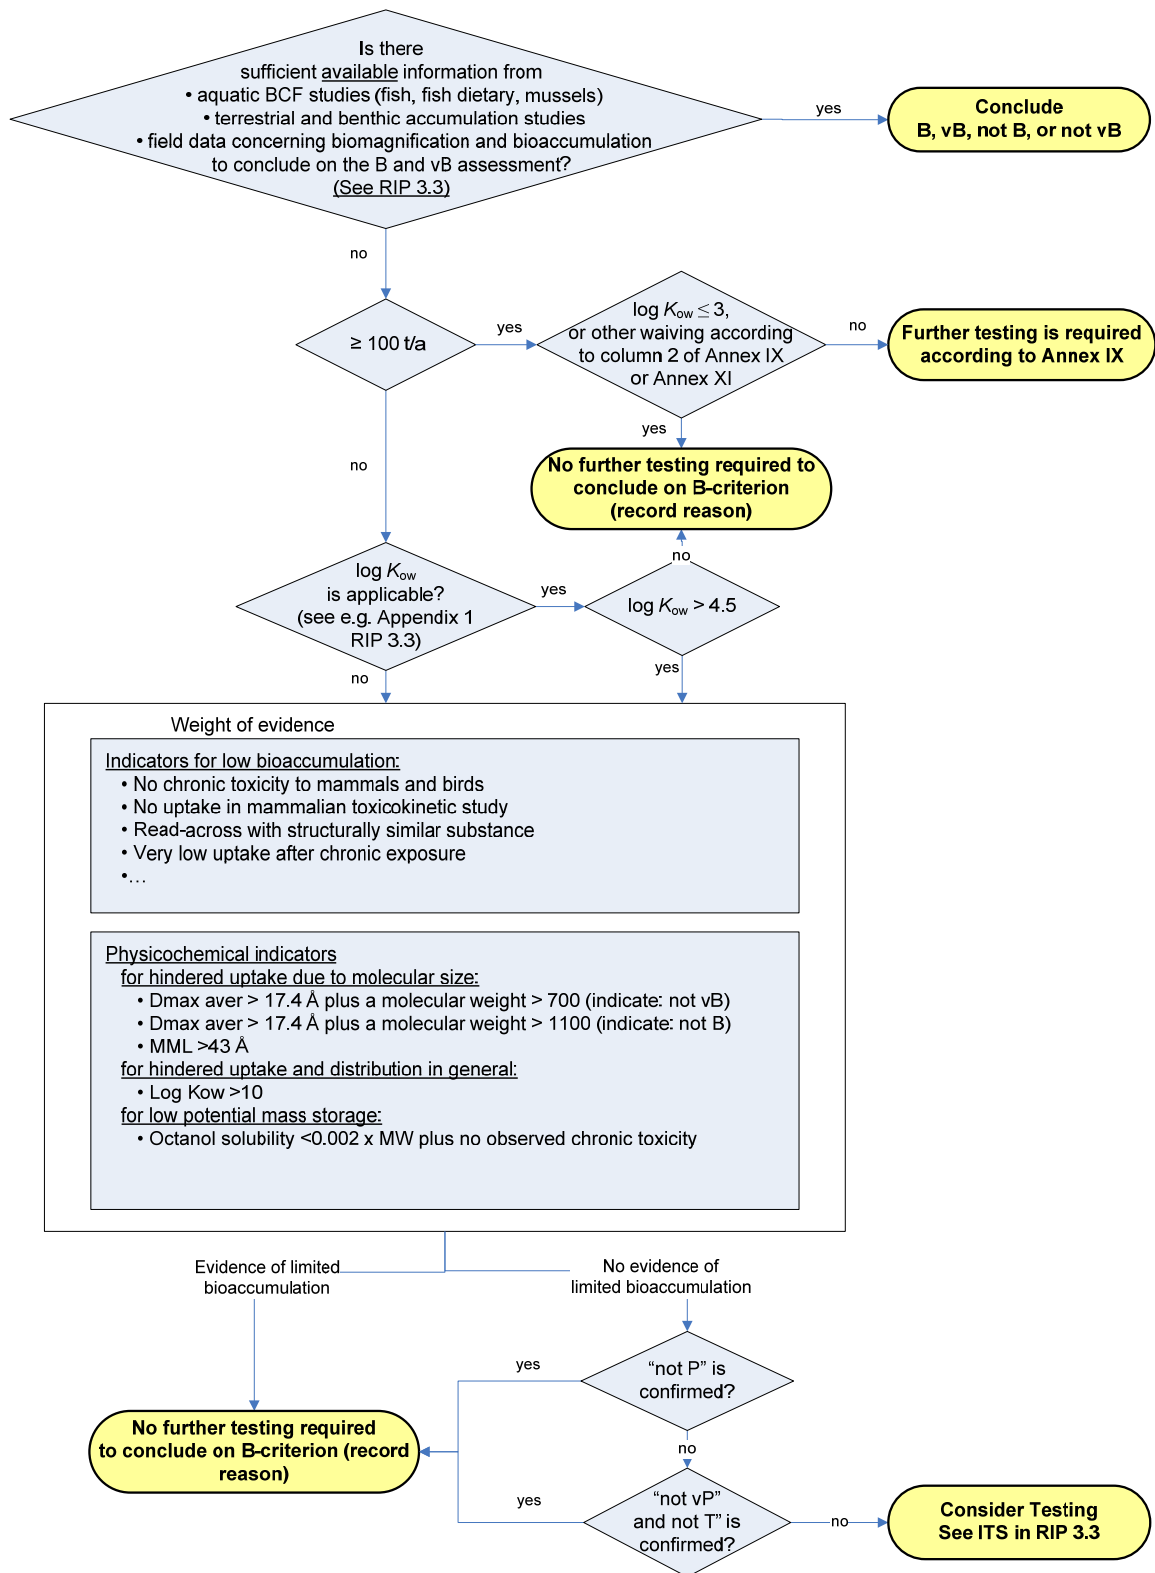 Is there
sufficient available information from
• aquatic BCF studies (fish, fish dietary, mussels)
• terrestrial and benthic accumulation studies
• field data concerning biomagnification and bioaccumulation
to conclude on the B and vB assessment?
(See RIP 3.3)
yes
Conclude
B, vB, not B, or not vB
no
≥ 100 t/a
yes
log Kow ≤ 3,
or other waiving according
to column 2 of Annex IX
or Annex XI
no
Further testing is required
according to Annex IX
yes
no
No further testing required to
conclude on B-criterion
(record reason)
no
log Kow
is applicable?
(see e.g. Appendix 1
RIP 3.3)
yes
log Kow > 4.5
no
yes
Weight of evidence
Indicators for low bioaccumulation:
• No chronic toxicity to mammals and birds
• No uptake in mammalian toxicokinetic study
• Read-across with structurally similar substance
• Very low uptake after chronic exposure
•…
Physicochemical indicators
for hindered uptake due to molecular size:
• Dmax aver > 17.4 Å plus a molecular weight > 700 (indicate: not vB)
• Dmax aver > 17.4 Å plus a molecular weight > 1100 (indicate: not B)
• MML >43 Å
for hindered uptake and distribution in general:
• Log Kow >10
for low potential mass storage:
• Octanol solubility <0.002 x MW plus no observed chronic toxicity
Evidence of limited
bioaccumulation
No evidence of
limited bioaccumulation
yes
“not P” is
confirmed?
No further testing required
to conclude on B-criterion (record
reason)
no
yes
“not vP”
and not T” is
confirmed?
no
Consider Testing
See ITS in RIP 3.3